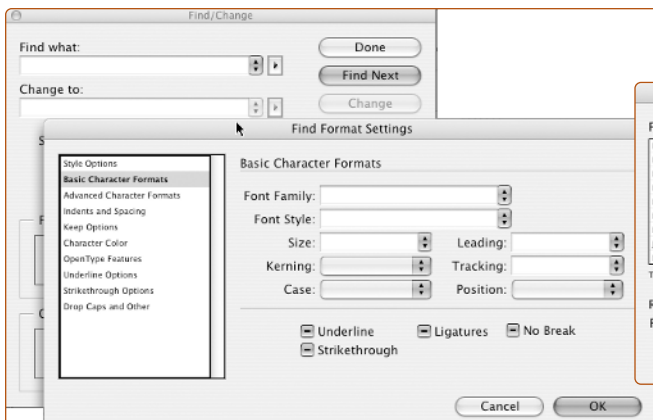 Find/Change
Find what:
Done
Find Next
Change to:
Change
Find Format Settings
Style Options
Basic Character Formats
Advanced Character Formats
Indents and Spacing
Keep Options
Character Color
OpenType Features
Underline Options
Strikethrough Options
Drop Caps and Other
Basic Character Formats
Font Family:
Font Style:
Size:
Leading:
Kerning:
Tracking:
Case:
Position:
Underline
Ligatures
No Break
Strikethrough
Cancel
OK